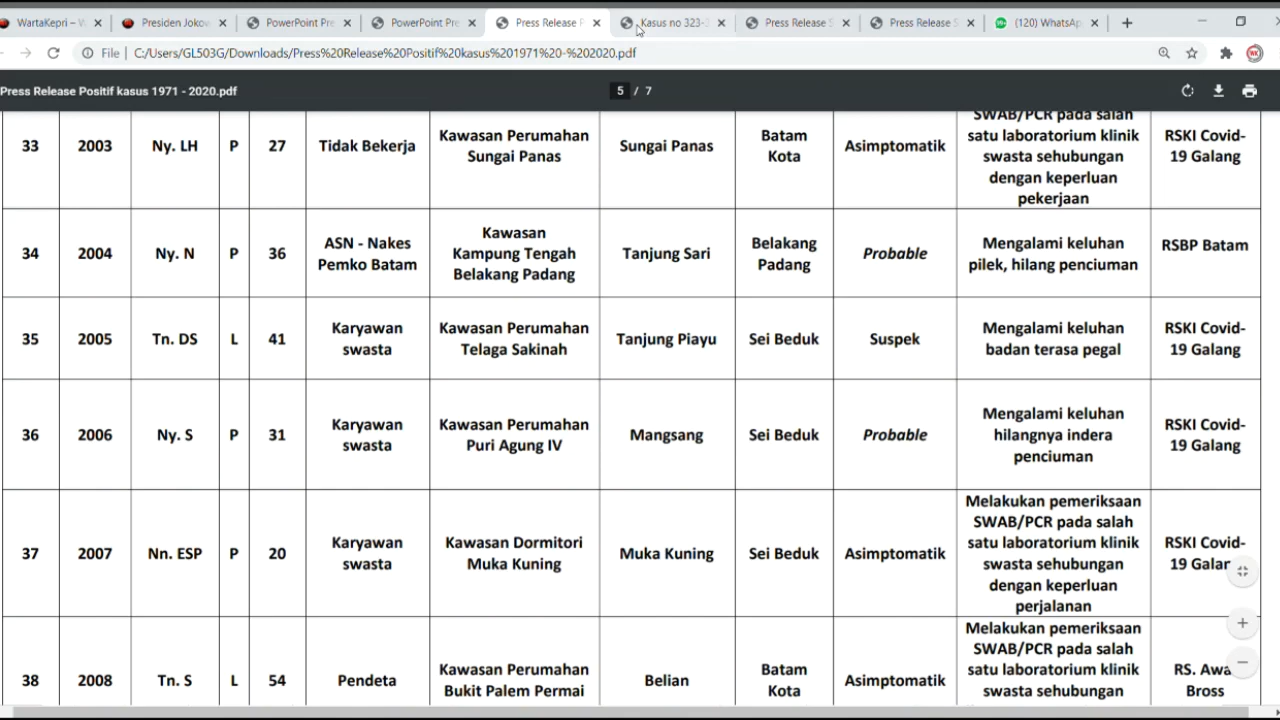 WartaKepri –
Presiden Joko
PowerPoint Pre
PowerPoint Pre
Press Release P
Kasus no 323-3
Press Release S
Press Release S
(120) WhatsAp
File | C:/Users/GL503G/Downloads/Press%20Release%20Positif%20kasus%201971%20-%202020.pdf
Press Release Positif kasus 1971 - 2020.pdf
5 / 7
33 2003 Ny. LH P 27 Tidak Bekerja
Kawasan Perumahan
Sungai Panas
Sungai Panas
Batam
Kota
Asimptomatik
SWAB/PCR pada salah
satu laboratorium klinik
swasta sehubungan
dengan keperluan
pekerjaan
RSKI Covid-
19 Galang
34 2004 Ny. N P 36
ASN - Nakes
Pemko Batam
Kawasan
Kampung Tengah
Belakang Padang
Tanjung Sari
Belakang
Padang
Probable
Mengalami keluhan
pilek, hilang penciuman
RSBP Batam
35 2005 Tn. DS L 41
Karyawan
swasta
Kawasan Perumahan
Telaga Sakinah
Tanjung Piayu
Sei Beduk
Suspek
Mengalami keluhan
badan terasa pegal
RSKI Covid-
19 Galang
36 2006 Ny. S P 31
Karyawan
swasta
Kawasan Perumahan
Puri Agung IV
Mangsang
Sei Beduk
Probable
Mengalami keluhan
hilangnya indera
penciuman
RSKI Covid-
19 Galang
37 2007 Nn. ESP P 20
Karyawan
swasta
Kawasan Dormitori
Muka Kuning
Muka Kuning
Sei Beduk
Asimptomatik
Melakukan pemeriksaan
SWAB/PCR pada salah
satu laboratorium klinik
swasta sehubungan
dengan keperluan
perjalanan
RSKI Covid-
19 Galang
38 2008 Tn. S L 54 Pendeta
Kawasan Perumahan
Bukit Palem Permai
Belian
Batam
Kota
Asimptomatik
Melakukan pemeriksaan
SWAB/PCR pada salah
satu laboratorium klinik
swasta sehubungan
RS. Awa
Bross